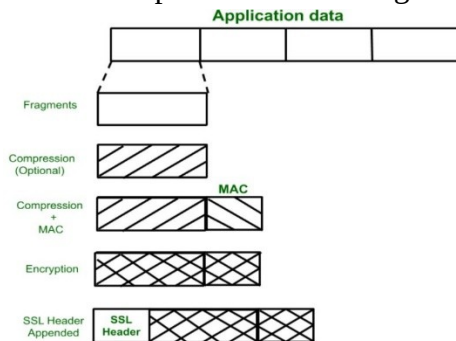 Application data
Fragments
Compression
(Optional)
MAC
Compression
+
MAC
Encryption
SSL Header
Appended
SSL
Header